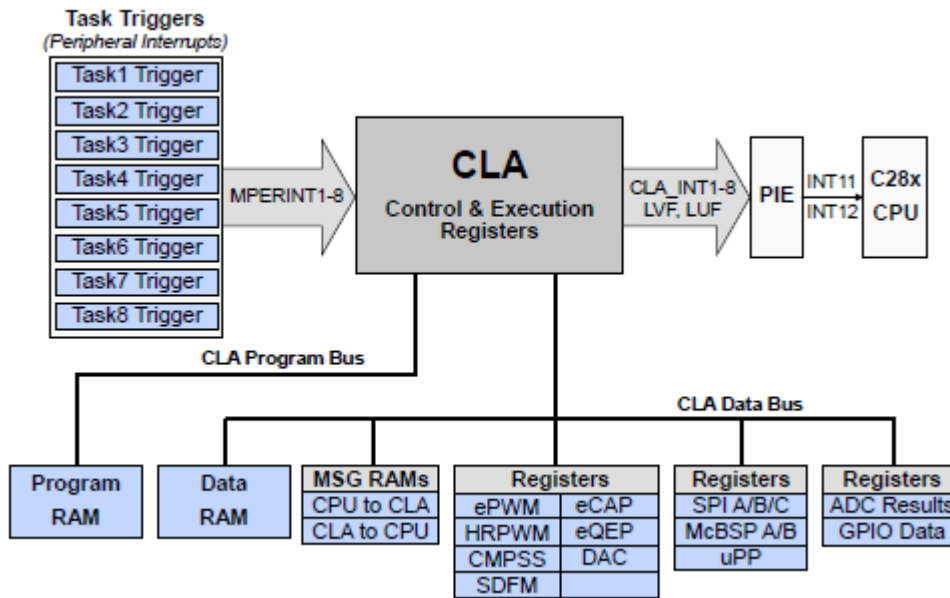 Task Triggers
(Peripheral Interrupts)
Task1 Trigger
Task2 Trigger
Task3 Trigger
Task4 Trigger
Task5 Trigger
Task6 Trigger
Task7 Trigger
Task8 Trigger
MPERINT1-8
CLA
Control & Execution
Registers
CLA_INT1-8
LVF, LUF
PIE
INT11
INT12
C28x
CPU
CLA Program Bus
CLA Data Bus
Program
RAM
Data
RAM
MSG RAMs
CPU to CLA
CLA to CPU
Registers
ePWM eCAP
HRPWM eQEP
CMPSS DAC
SDFM
Registers
SPI A/B/C
McBSP A/B
uPP
Registers
ADC Results
GPIO Data